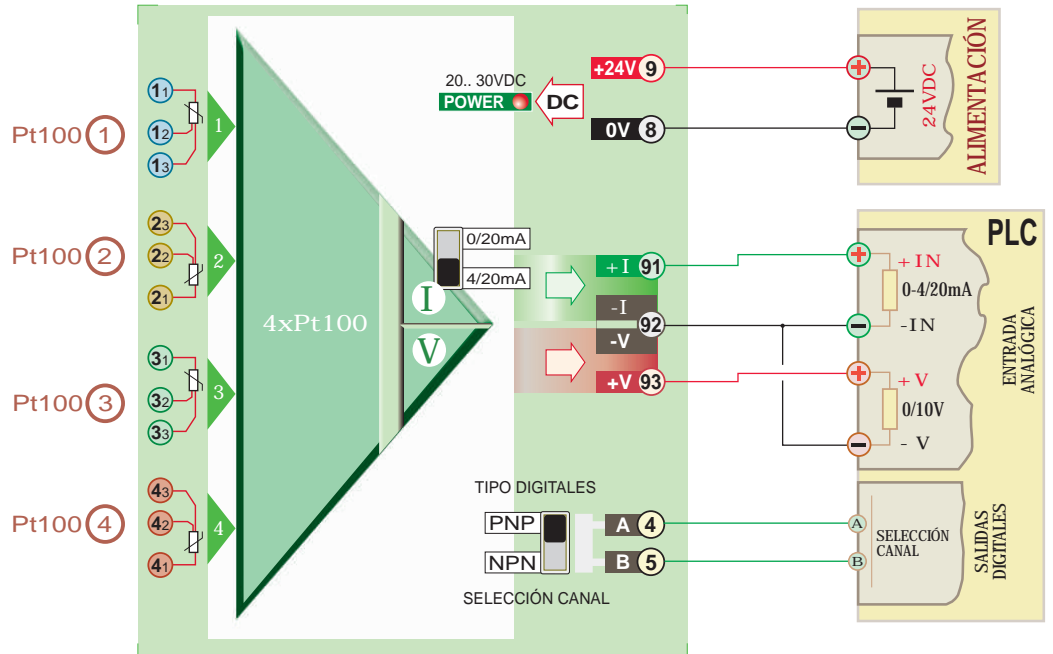 Pt100 1
11
12
13
1
Pt100 2
23
22
21
2
Pt100 3
31
32
33
3
Pt100 4
43
42
41
4
4xPt100
I
V
20.. 30VDC
POWER
DC
+24V 9
0V 8
24VDC
ALIMENTACIÓN
0/20mA
4/20mA
+I 91
-I
92
-V
+V 93
PLC
+IN
0-4/20mA
-IN
+V
0/10V
- V
ENTRADA
ANALÓGICA
TIPO DIGITALES
PNP
NPN
SELECCIÓN CANAL
A 4
B 5
A
B
SELECCIÓN
CANAL
SALIDAS
DIGITALES